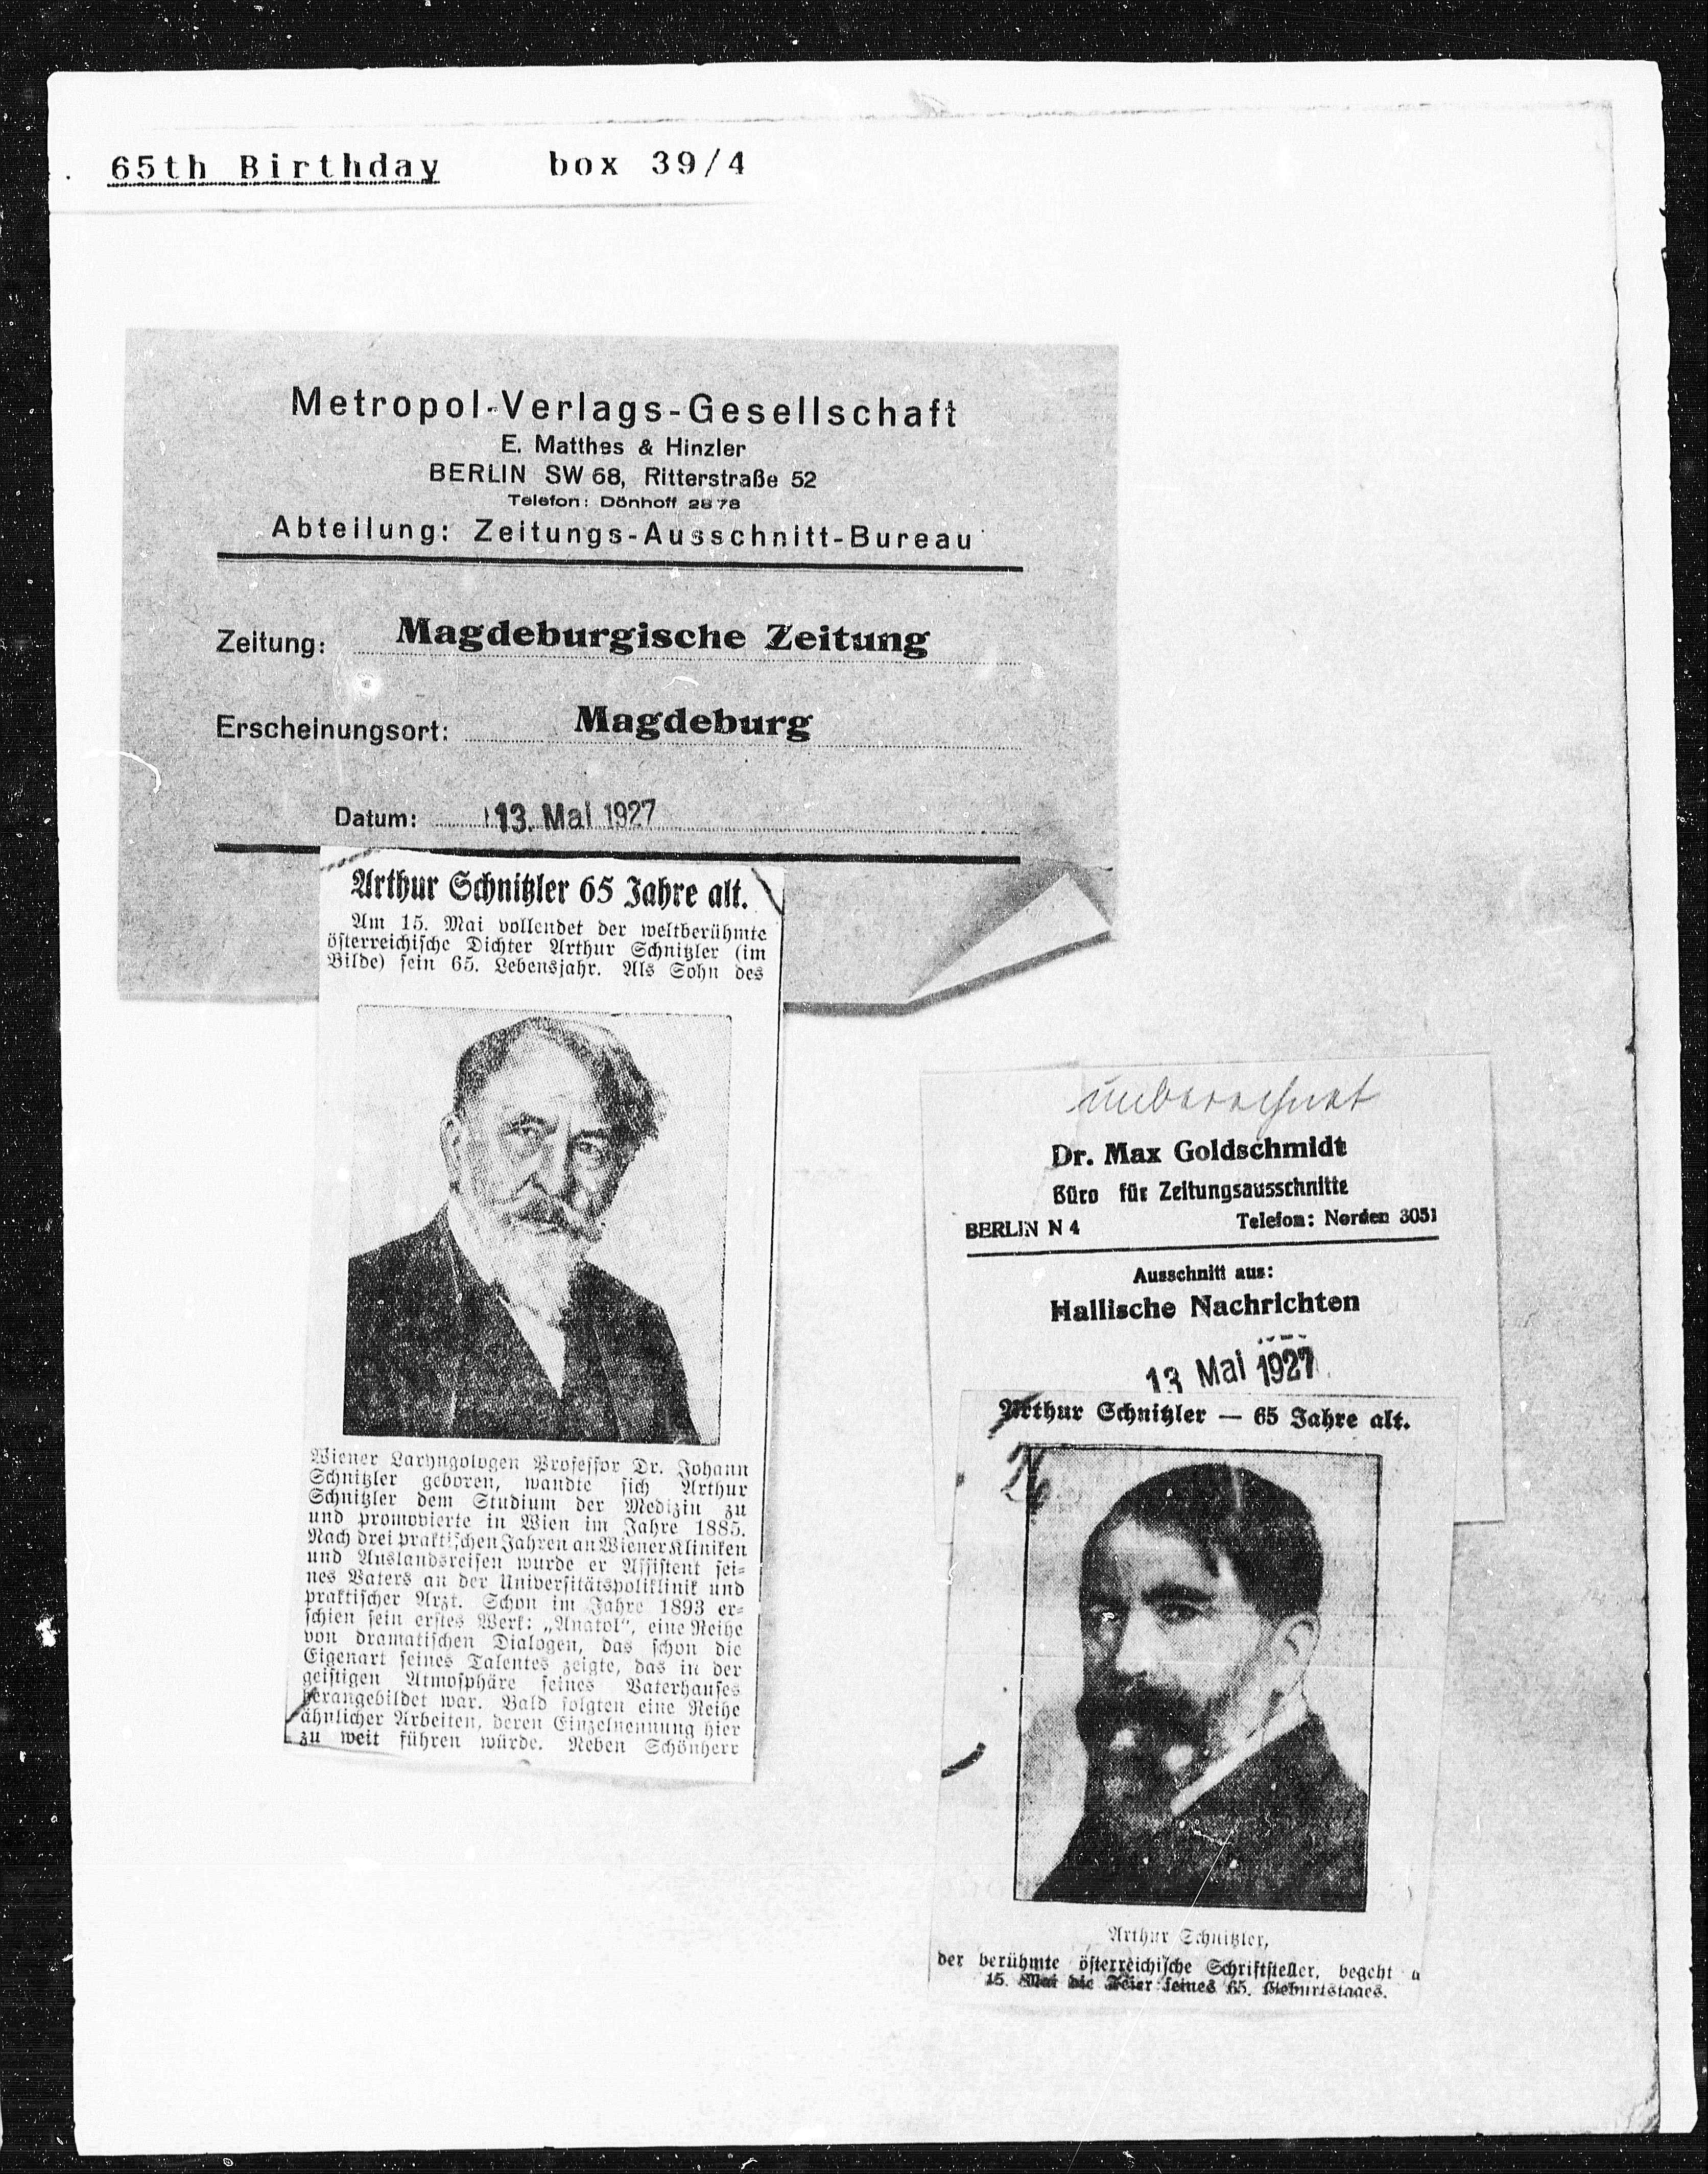 65th Birthday box 39/4
Metropol-Verlags-Gesellschaft
E. Matthes & Hinzler
BERLIN SW 68, Ritterstraße 52
Telefon: Dönhoff 2878
Abteilung: Zeitungs-Ausschnitt-Bureau
Zeitung: Magdeburgische Zeitung
Erscheinungsort: Magdeburg
Datum: 13. Mai 1927
Arthur Schnitzler 65 Jahre alt.
Am 15. Mai vollendet der weltberühmte
österreichische Dichter Arthur Schnitzler (im
Bilde) sein 65. Lebensjahr. Als Sohn des
Wiener Laryngologen Professor Dr. Johann
Schnitzler geboren, wandte sich Arthur
Schnitzler dem Studium der Medizin zu
und promovierte in Wien im Jahre 1885.
Nach drei praktischen Jahren an Wiener Kliniken
und Auslandsreisen wurde er Assistent sei-
nes Vaters an der Universitätspoliklinik und
praktischer Arzt. Schon im Jahre 1893 er-
schien sein erstes Werk: „Anatol“, eine Reihe
von dramatischen Dialogen, das schon die
Eigenart seines Talentes zeigte, das in der
geistigen Atmosphäre seines Vaterhauses
herangebildet war. Bald folgten eine Reihe
ähnlicher Arbeiten, deren Einzelnennung hier
zu weit führen würde. Neben Schönherr
unberechnet
Dr. Max Goldschmidt
Büro für Zeitungsausschnitte
BERLIN N 4 Telefon: Norden 3051
Ausschnitt aus:
Hallische Nachrichten
13 Mai 1927
Arthur Schnitzler — 65 Jahre alt.
Arthur Schnitzler,
der berühmte österreichische Schriftsteller, begeht
15. Mai die Feier seines 65. Geburtstages.